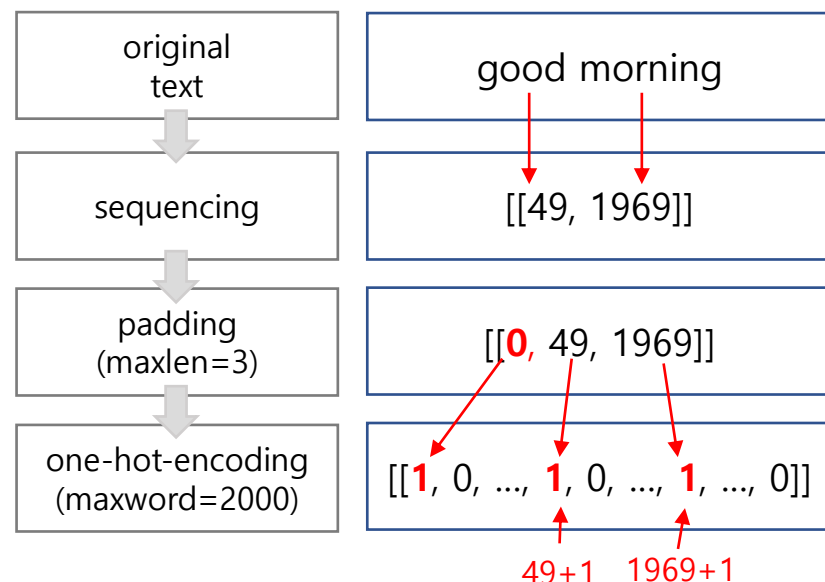 original
text
good morning
sequencing
[[49, 1969]]
padding
(maxlen=3)
[[0, 49, 1969]]
one-hot-encoding
(maxword=2000)
[[1, 0, ..., 1, 0, ..., 1, ..., 0]]
49+1
1969+1